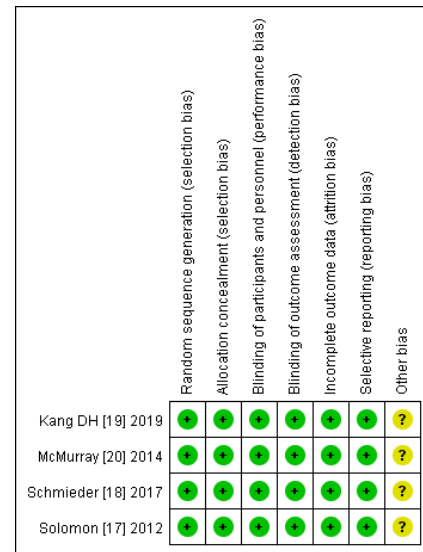 Random sequence generation (selection bias)
Allocation concealment (selection bias)
Blinding of participants and personnel (performance bias)
Blinding of outcome assessment (detection bias)
Incomplete outcome data (attrition bias)
Selective reporting (reporting bias)
Other bias
Kang DH [19] 2019 + + + + + + ?
McMurray [20] 2014 + + + + + + ?
Schmieder [18] 2017 + + + + + + ?
Solomon [17] 2012 + + + + + + ?